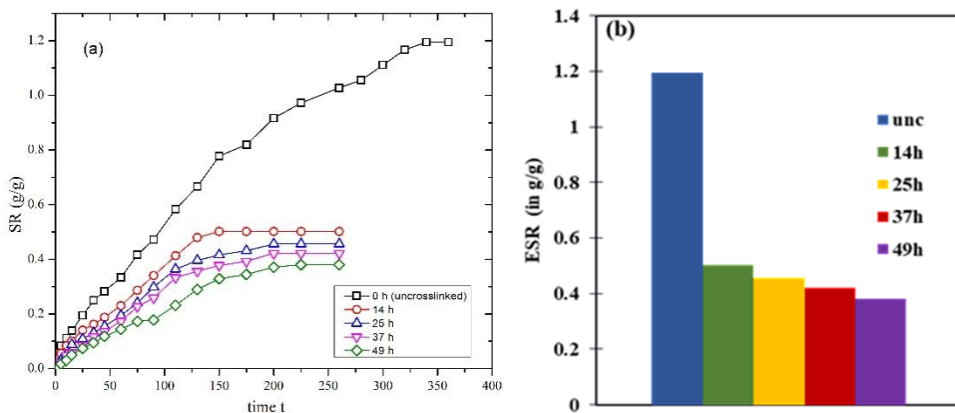 (a)
SR (g/g)
1.2
1.0
0.8
0.6
0.4
0.2
0.0
0 h (uncrosslinked)
14 h
25 h
37 h
49 h
0 50 100 150 200 250 300 350 400
time t
(b)
ESR (in g/g)
1.4
1.2
1
0.8
0.6
0.4
0.2
0
unc
14h
25h
37h
49h